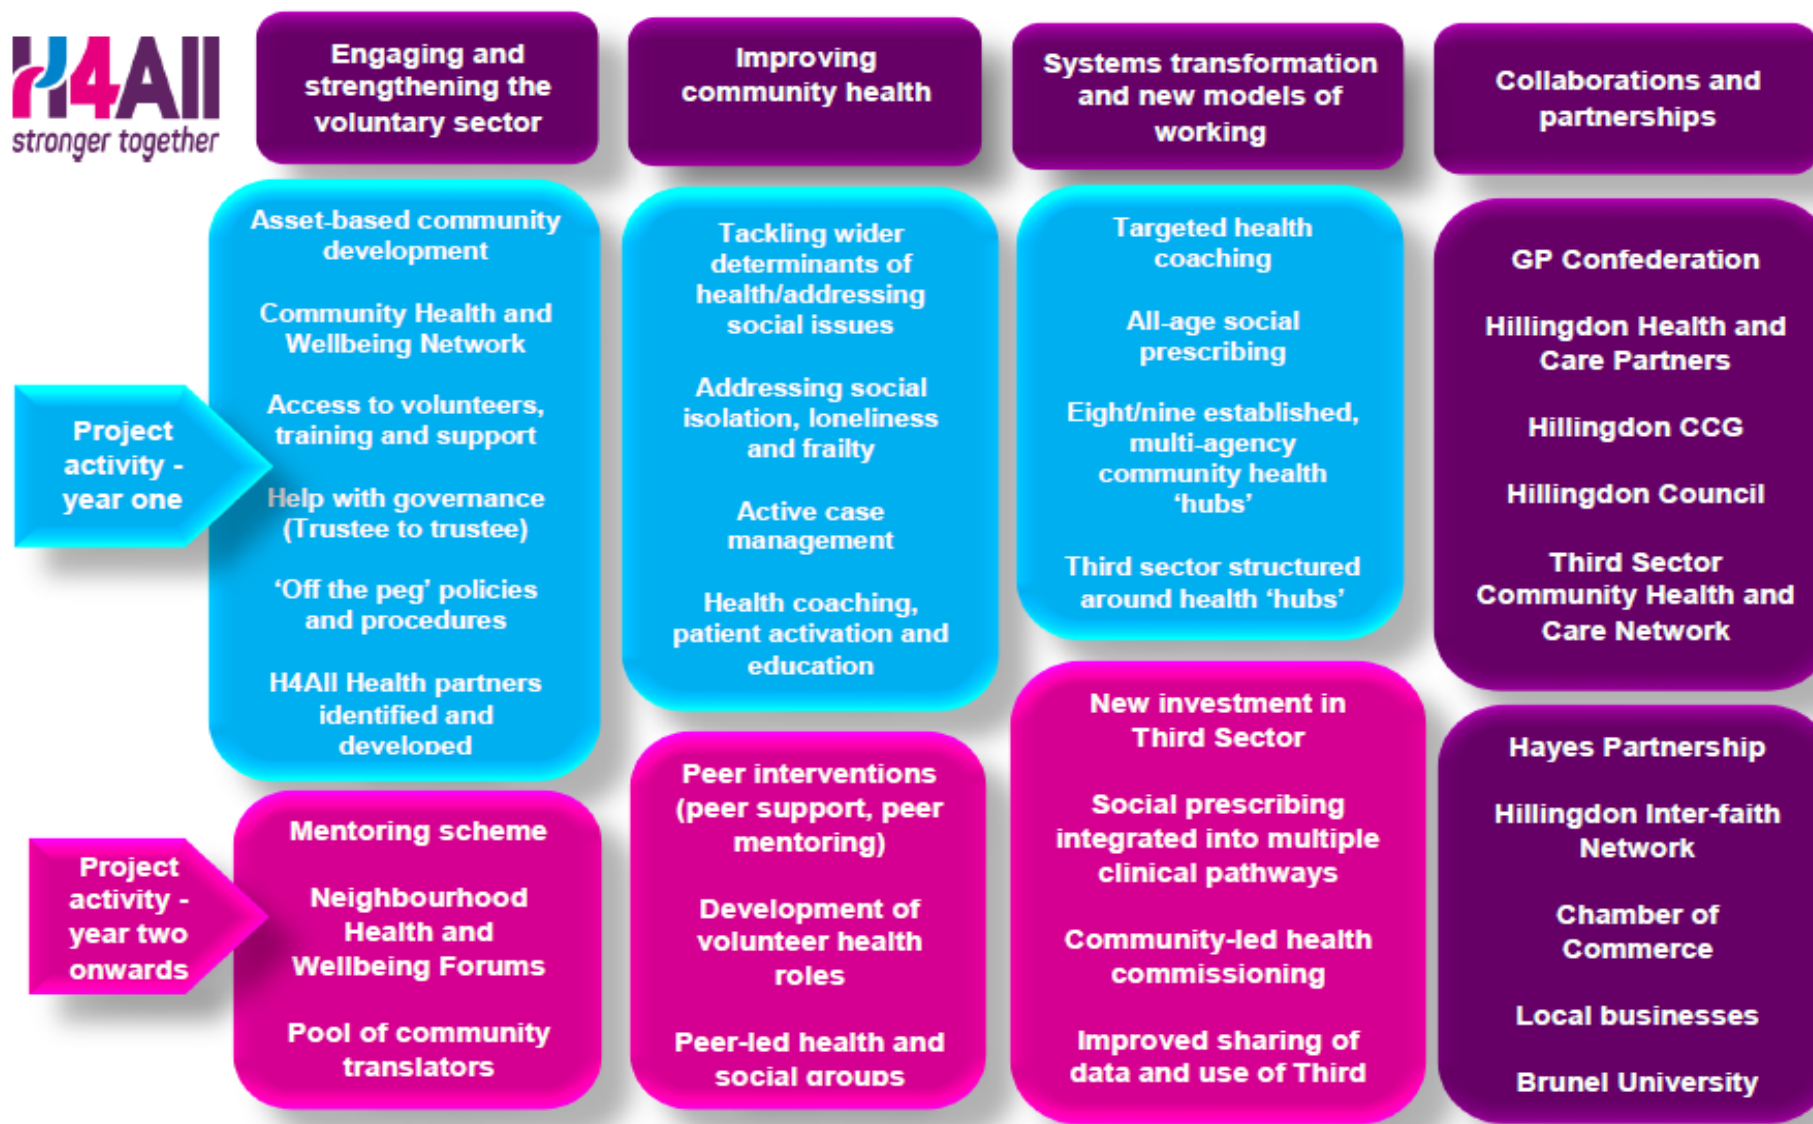 H4All
stronger together
Engaging and
strengthening the
voluntary sector
Improving
community health
Systems transformation
and new models of
working
Collaborations and
partnerships
Project
activity -
year one
Asset-based community
development
Community Health and
Wellbeing Network
Access to volunteers,
training and support
Help with governance
(Trustee to trustee)
‘Off the peg’ policies
and procedures
H4All Health partners
identified and
developed
Tackling wider
determinants of
health/addressing
social issues
Addressing social
isolation, loneliness
and frailty
Active case
management
Health coaching,
patient activation and
education
Targeted health
coaching
All-age social
prescribing
Eight/nine established,
multi-agency
community health
‘hubs’
Third sector structured
around health ‘hubs’
GP Confederation
Hillingdon Health and
Care Partners
Hillingdon CCG
Hillingdon Council
Third Sector
Community Health and
Care Network
Project
activity -
year two
onwards
Mentoring scheme
Neighbourhood
Health and
Wellbeing Forums
Pool of community
translators
Peer interventions
(peer support, peer
mentoring)
Development of
volunteer health
roles
Peer-led health and
social groups
New investment in
Third Sector
Social prescribing
integrated into multiple
clinical pathways
Community-led health
commissioning
Improved sharing of
data and use of Third
Hayes Partnership
Hillingdon Inter-faith
Network
Chamber of
Commerce
Local businesses
Brunel University